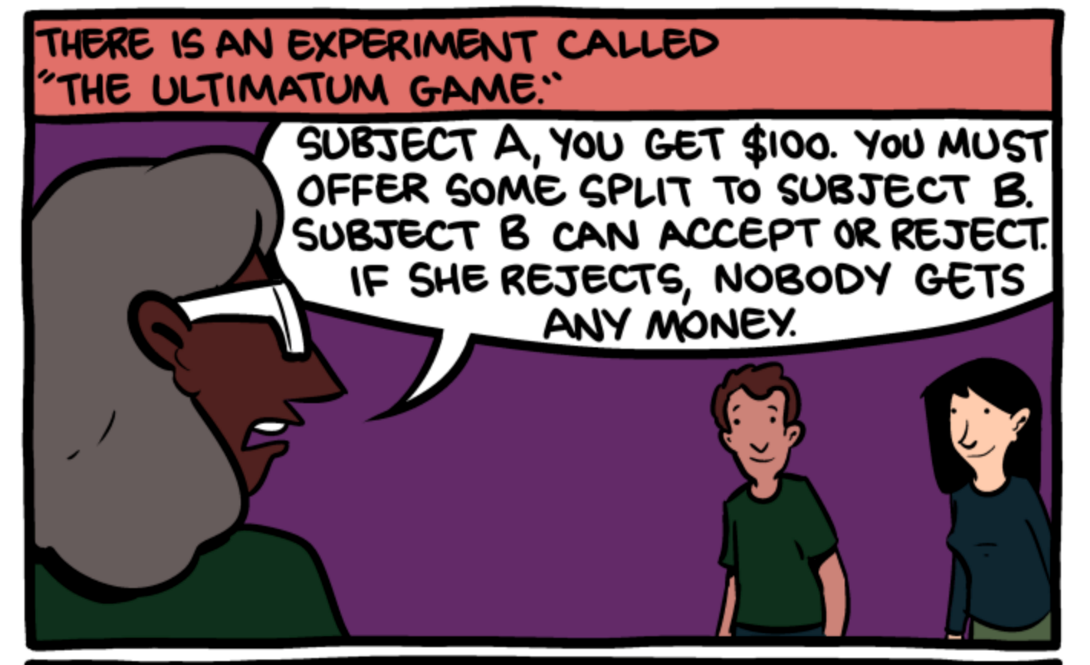 THERE IS AN EXPERIMENT CALLED
"THE ULTIMATUM GAME."
SUBJECT A, YOU GET $100. YOU MUST
OFFER SOME SPLIT TO SUBJECT B.
SUBJECT B CAN ACCEPT OR REJECT.
IF SHE REJECTS, NOBODY GETS
ANY MONEY.